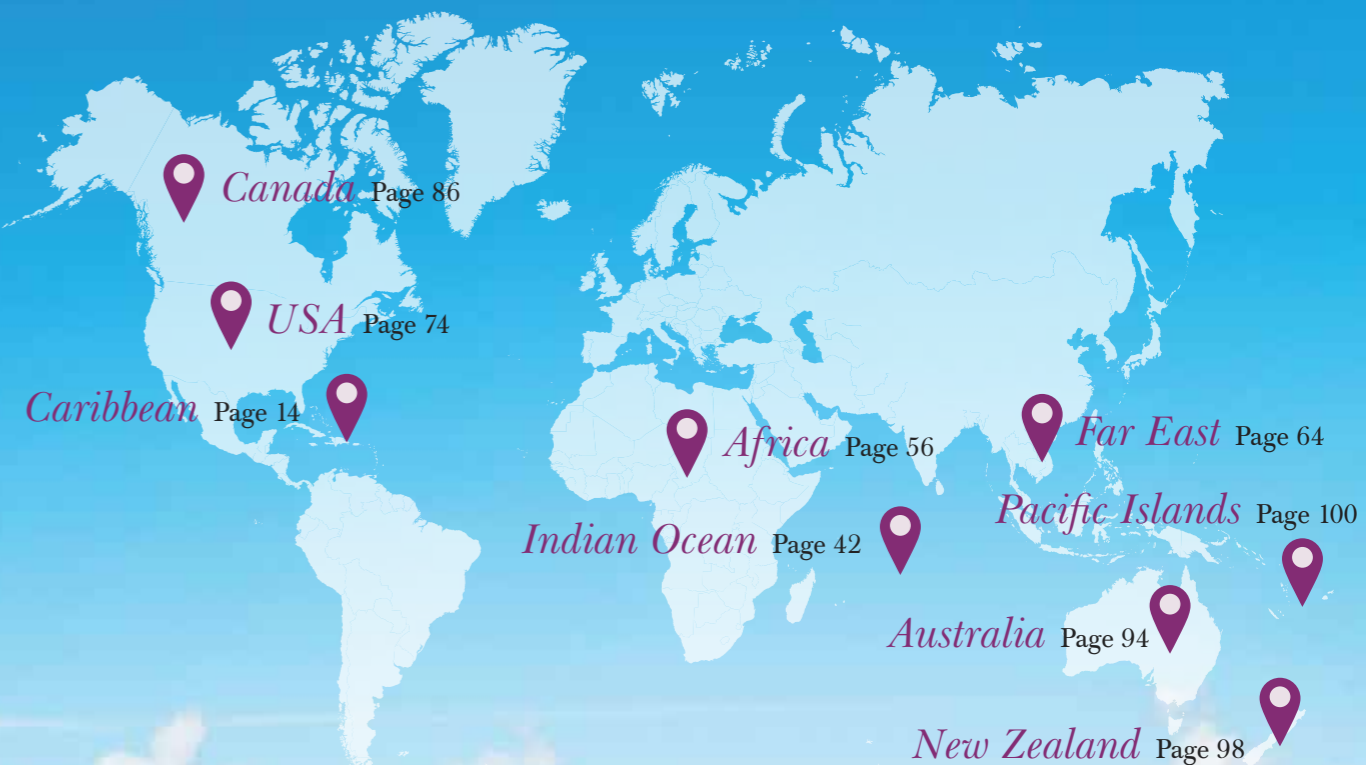 Canada Page 86
USA Page 74
Caribbean Page 14
Africa Page 56
Far East Page 64
Pacific Islands Page 100
Indian Ocean Page 42
Australia Page 94
New Zealand Page 98